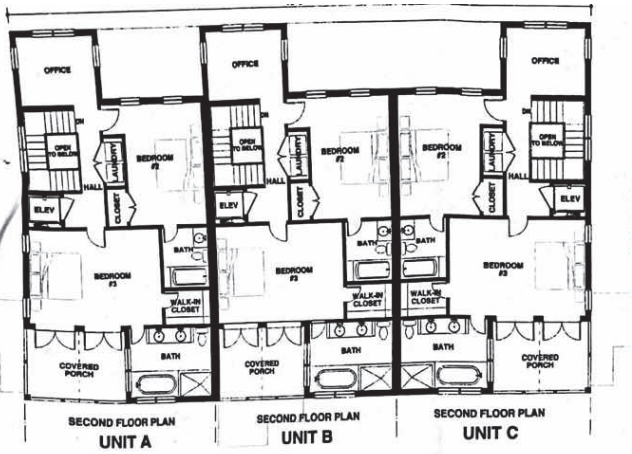 OFFICE
DN
OPEN
TO BELOW
LAUNDRY
BEDROOM
#2
HALL
CLOSET
ELEV
BATH
BEDROOM
#3
WALK-IN
CLOSET
COVERED
PORCH
BATH
SECOND FLOOR PLAN
UNIT A
OFFICE
DN
OPEN
TO BELOW
LAUNDRY
BEDROOM
#2
HALL
CLOSET
ELEV
BATH
BEDROOM
#3
WALK-IN
CLOSET
COVERED
PORCH
BATH
SECOND FLOOR PLAN
UNIT B
OFFICE
DN
OPEN
TO BELOW
LAUNDRY
BEDROOM
#2
HALL
CLOSET
ELEV
BATH
BEDROOM
#3
WALK-IN
CLOSET
BATH
COVERED
PORCH
SECOND FLOOR PLAN
UNIT C